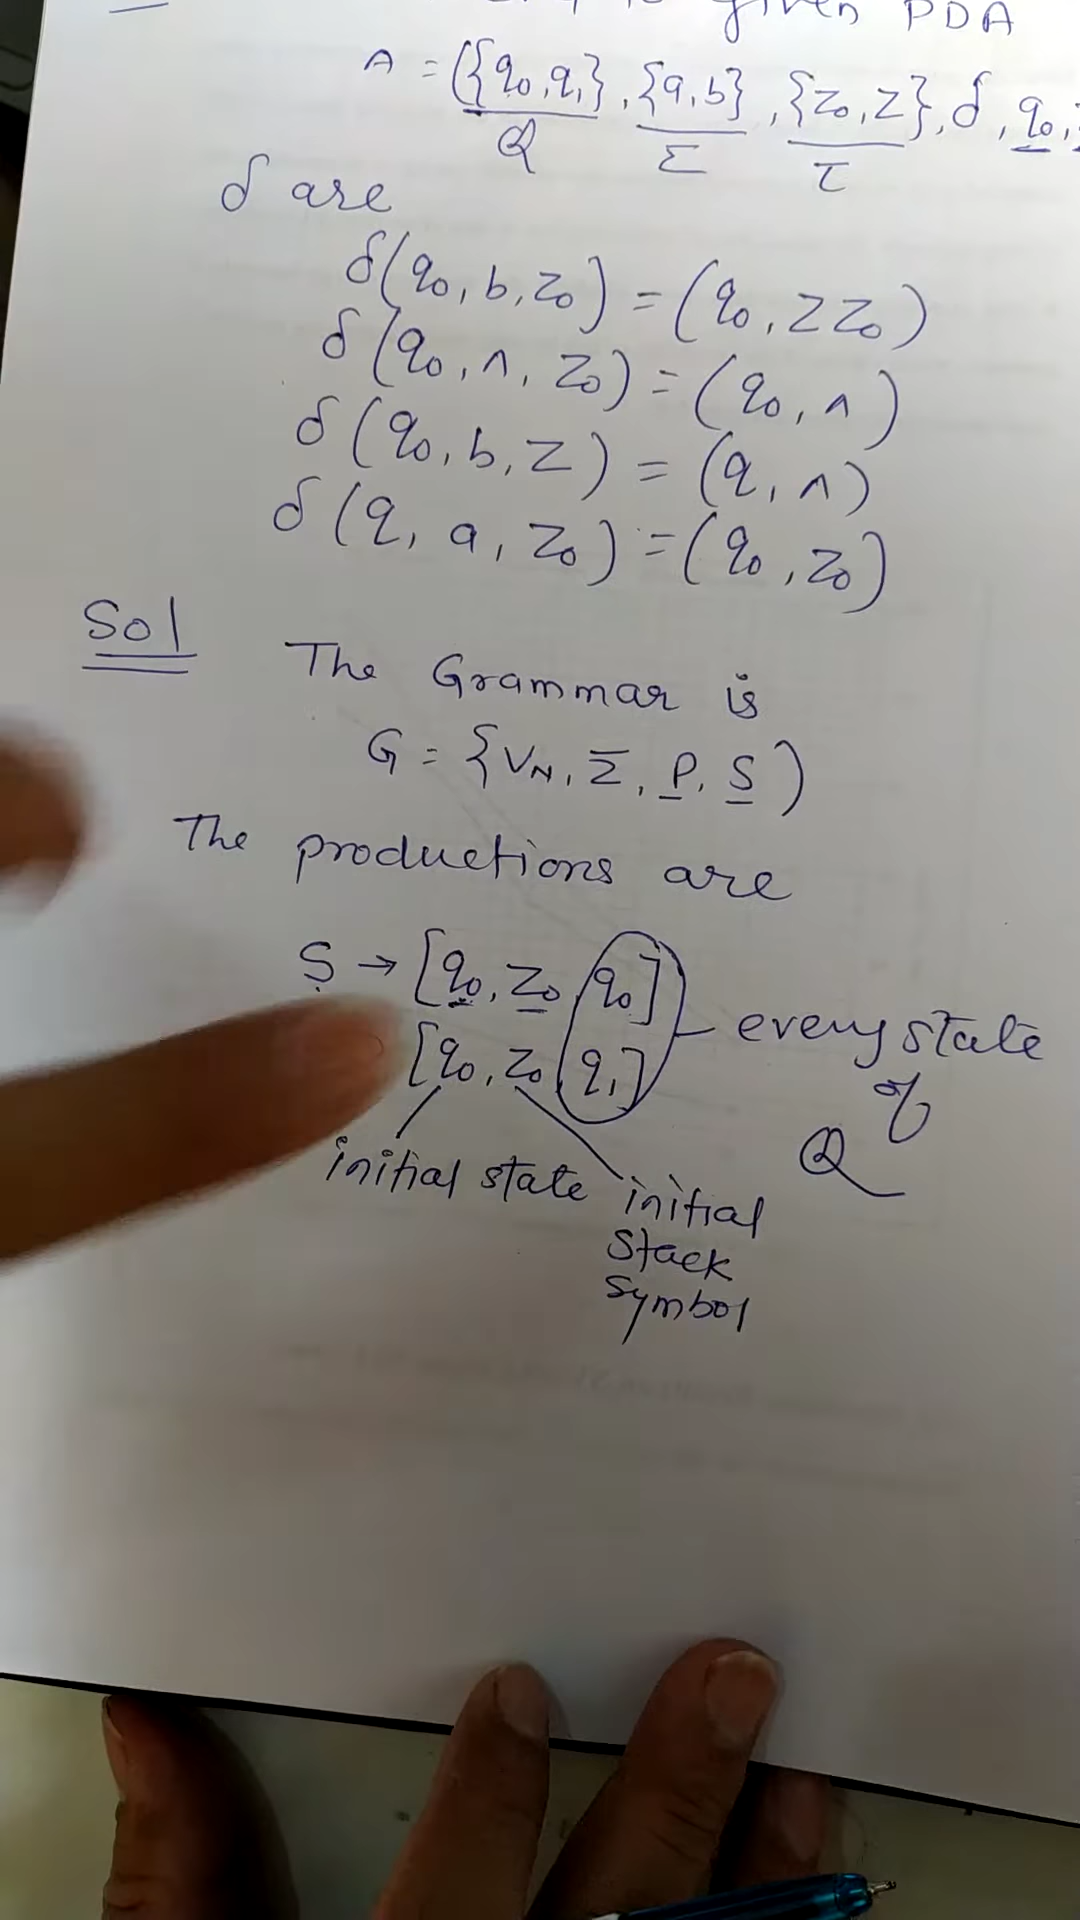 given PDA
A = ({q0, q1}, {a, b}, {z0, z}, δ, q0,
Q Σ τ
δ are
δ(q0, b, z0) = (q0, zz0)
δ(q0, ∧, z0) = (q0, ∧)
δ(q0, b, z) = (q, ∧)
δ(q, a, z0) = (q0, z0)
Sol The Grammar is
G = {VN, Σ, P, S)
The productions are
S → [q0, z0, q0]
[q0, z0, q1] every state
of
Q
initial state initial
stack
symbol